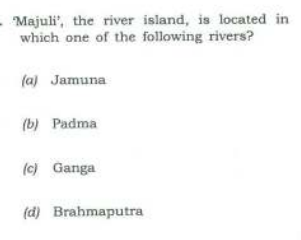 . 'Majuli', the river island, is located in
which one of the following rivers?
(a) Jamuna
(b) Padma
(c) Ganga
(d) Brahmaputra